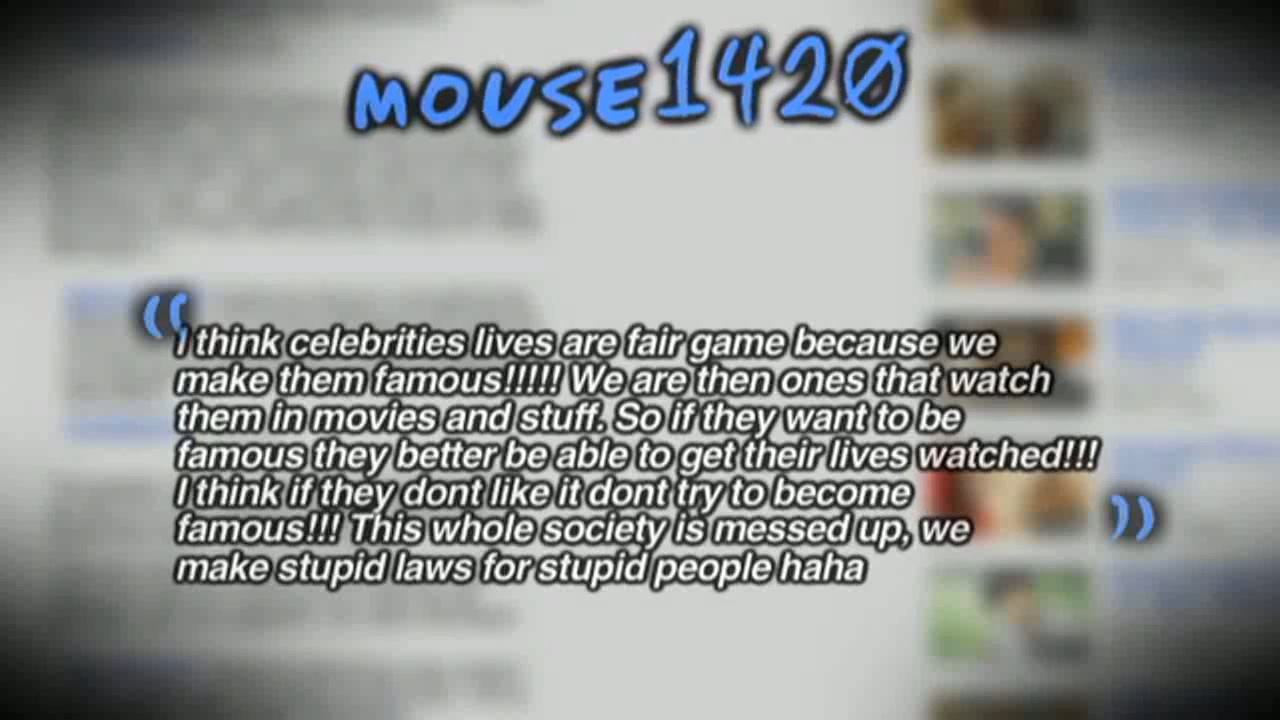 mouse1420
“
I think celebrities lives are fair game because we
make them famous!!!!! We are then ones that watch
them in movies and stuff. So if they want to be
famous they better be able to get their lives watched!!!
I think if they dont like it dont try to become
famous!!! This whole society is messed up, we
make stupid laws for stupid people haha
”